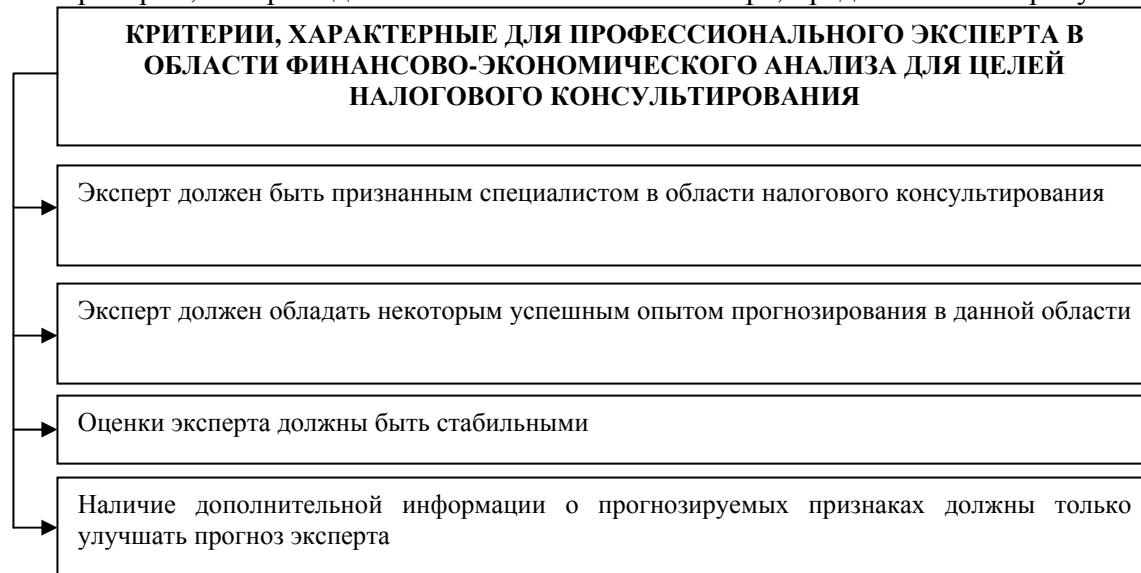 КРИТЕРИИ, ХАРАКТЕРНЫЕ ДЛЯ ПРОФЕССИОНАЛЬНОГО ЭКСПЕРТА В
ОБЛАСТИ ФИНАНСОВО-ЭКОНОМИЧЕСКОГО АНАЛИЗА ДЛЯ ЦЕЛЕЙ
НАЛОГОВОГО КОНСУЛЬТИРОВАНИЯ
Эксперт должен быть признанным специалистом в области налогового консультирования
Эксперт должен обладать некоторым успешным опытом прогнозирования в данной области
Оценки эксперта должны быть стабильными
Наличие дополнительной информации о прогнозируемых признаках должны только
улучшать прогноз эксперта